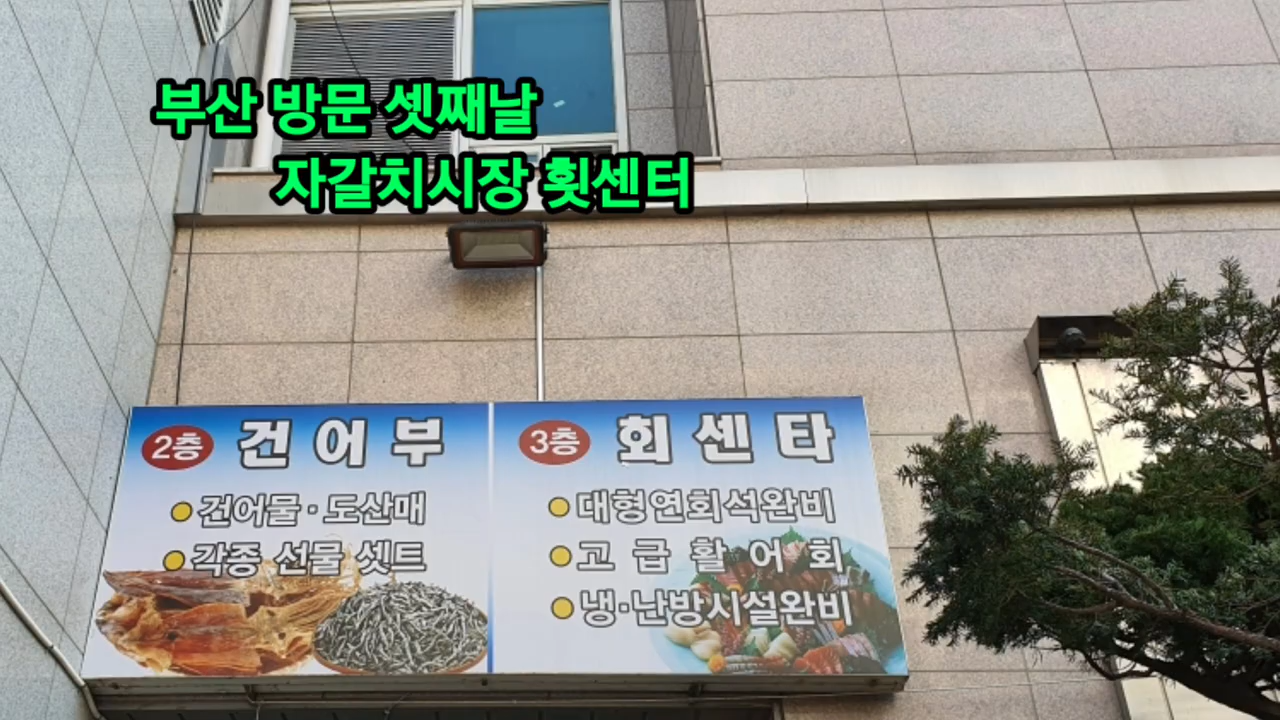 부산 방문 셋째날
자갈치시장 횟센터
2층 건어부
건어물·도산매
각종 선물 셋트
3층 회센타
대형연회석완비
고급활어회
냉·난방시설완비